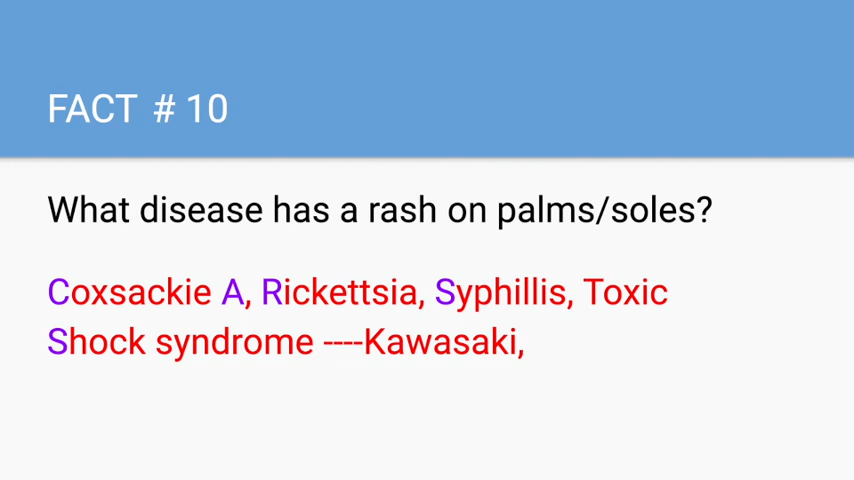 FACT # 10
What disease has a rash on palms/soles?
Coxsackie A, Rickettsia, Syphillis, Toxic
Shock syndrome ----Kawasaki,